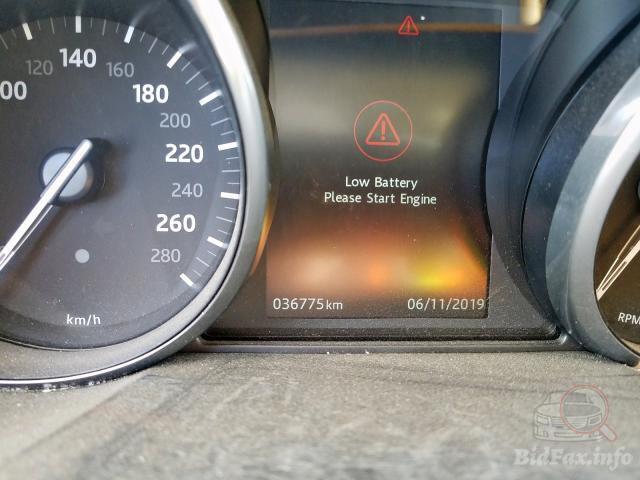 00
120
140
160
180
200
220
240
260
280
km/h
Low Battery
Please Start Engine
036775km
06/11/2019
RPM
BidFax.info